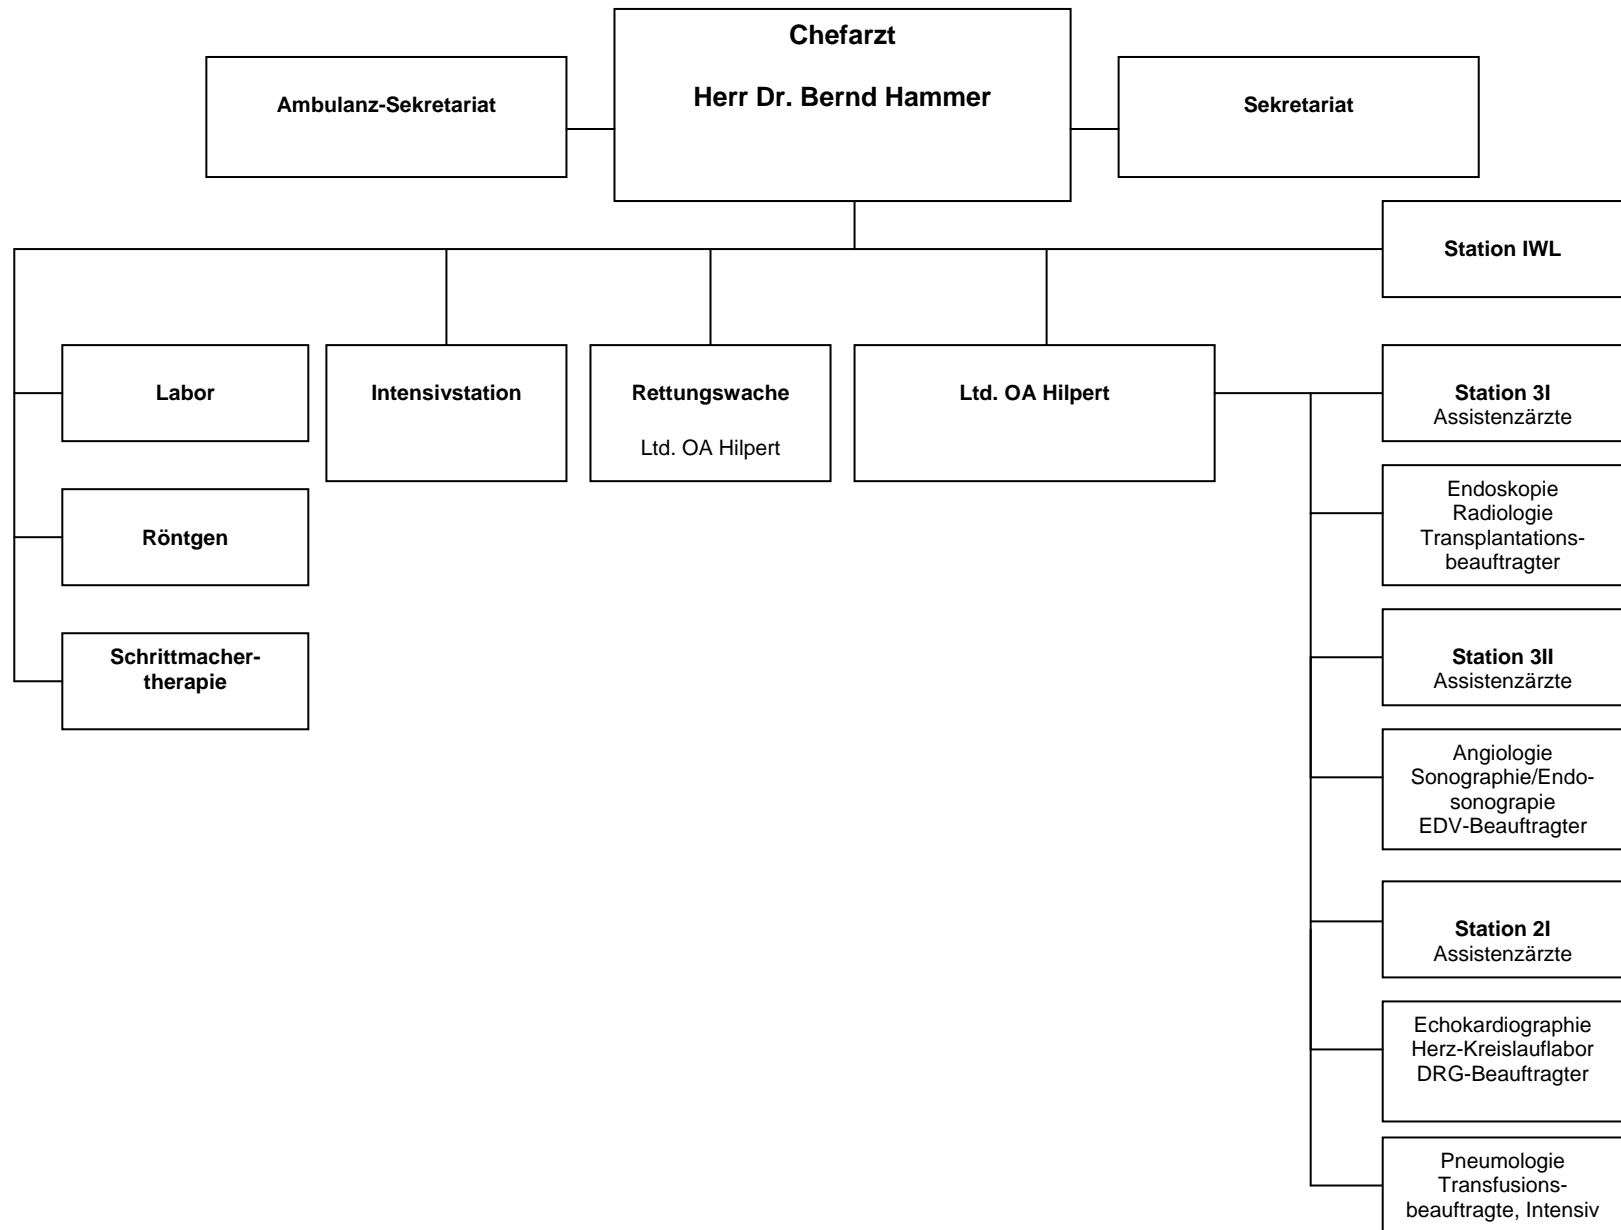 Chefarzt
Herr Dr. Bernd Hammer
Ambulanz-Sekretariat
Sekretariat
Station IWL
Labor
Intensivstation
Rettungswache
Ltd. OA Hilpert
Ltd. OA Hilpert
Station 3I
Assistenzärzte
Endoskopie
Radiologie
Transplantations-
beauftragter
Röntgen
Schrittmacher-
therapie
Station 3II
Assistenzärzte
Angiologie
Sonographie/Endo-
sonograpie
EDV-Beauftragter
Station 2I
Assistenzärzte
Echokardiographie
Herz-Kreislauflabor
DRG-Beauftragter
Pneumologie
Transfusions-
beauftragte, Intensiv